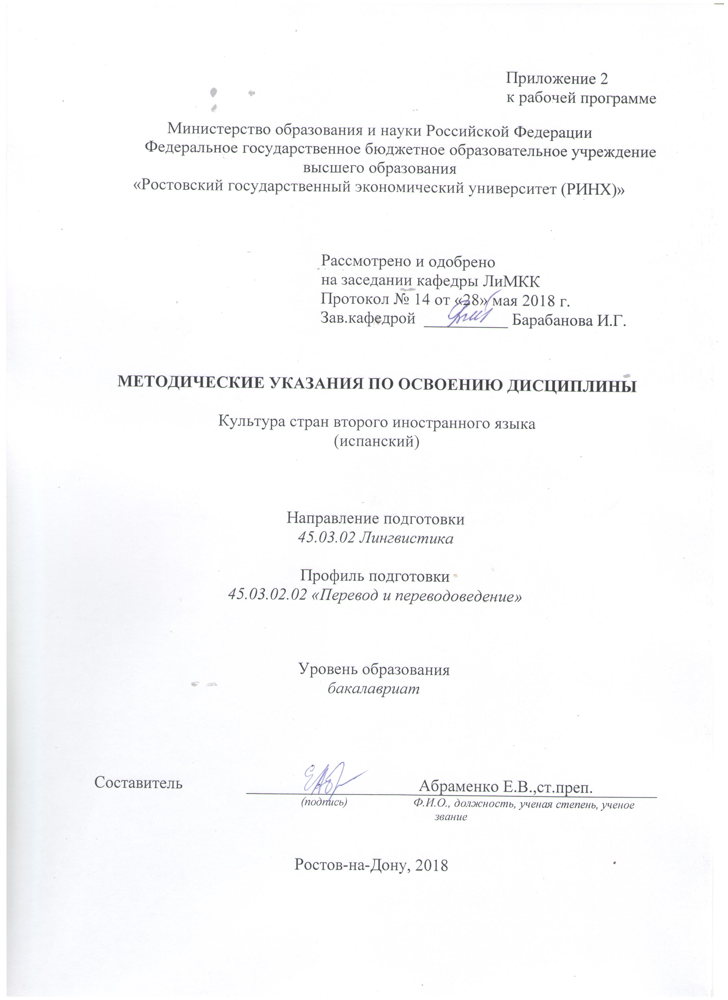 Приложение 2
к рабочей программе
Министерство образования и науки Российской Федерации
Федеральное государственное бюджетное образовательное учреждение
высшего образования
«Ростовский государственный экономический университет (РИНХ)»
Рассмотрено и одобрено
на заседании кафедры ЛиМКК
Протокол № 14 от «28» мая 2018 г.
Зав.кафедрой __________ Барабанова И.Г.
МЕТОДИЧЕСКИЕ УКАЗАНИЯ ПО ОСВОЕНИЮ ДИСЦИПЛИНЫ
Культура стран второго иностранного языка
(испанский)
Направление подготовки
45.03.02 Лингвистика
Профиль подготовки
45.03.02.02 «Перевод и переводоведение»
Уровень образования
бакалавриат
Составитель Абраменко Е.В.,ст.преп.
(подпись) Ф.И.О., должность, ученая степень, ученое
звание
Ростов-на-Дону, 2018